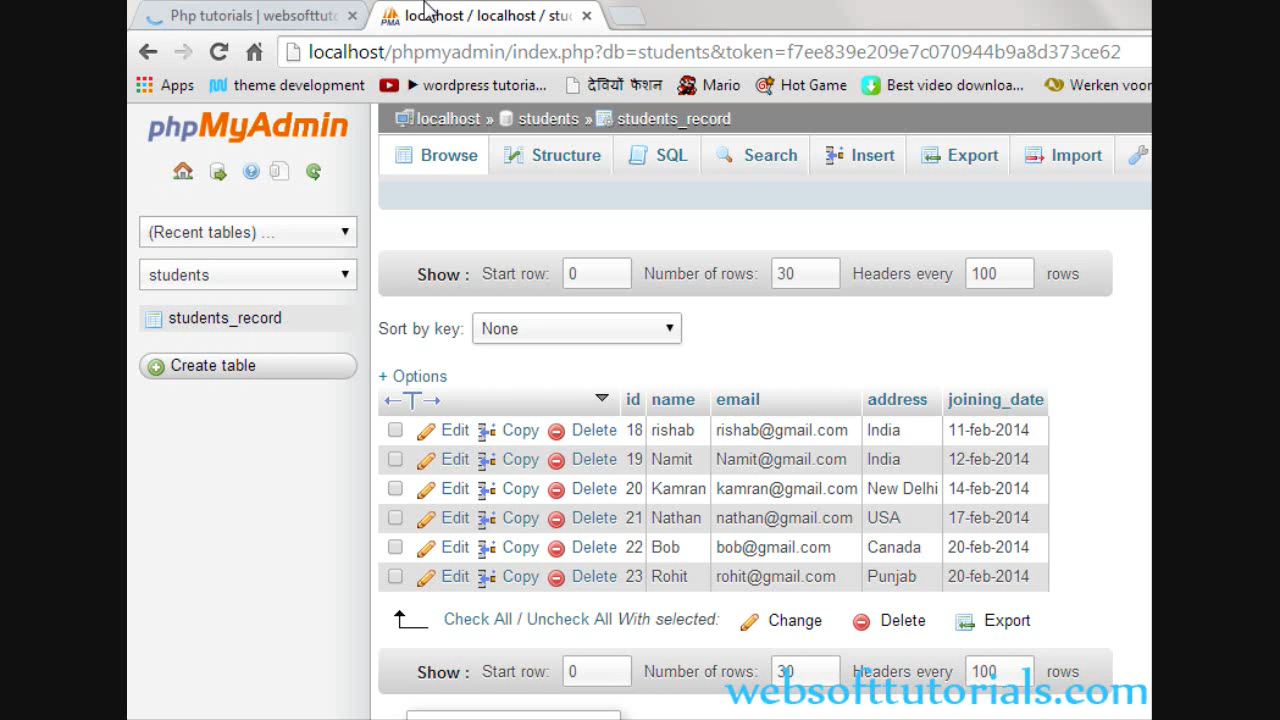 Php tutorials | websofttuto
localhost / localhost / stud
localhost/phpmyadmin/index.php?db=students&token=f7ee839e209e7c070944b9a8d373ce62
Apps theme development ► wordpress tutoria... देवियों फैशन Mario Hot Game Best video downloa... Werken voor
phpMyAdmin
(Recent tables) ...
students
students_record
Create table
localhost » students » students_record
Browse Structure SQL Search Insert Export Import
Show : Start row: 0 Number of rows: 30 Headers every 100 rows
Sort by key: None
+ Options
←T→ id name email address joining_date
Edit Copy Delete 18 rishab rishab@gmail.com India 11-feb-2014
Edit Copy Delete 19 Namit Namit@gmail.com India 12-feb-2014
Edit Copy Delete 20 Kamran kamran@gmail.com New Delhi 14-feb-2014
Edit Copy Delete 21 Nathan nathan@gmail.com USA 17-feb-2014
Edit Copy Delete 22 Bob bob@gmail.com Canada 20-feb-2014
Edit Copy Delete 23 Rohit rohit@gmail.com Punjab 20-feb-2014
Check All / Uncheck All With selected: Change Delete Export
Show : Start row: 0 Number of rows: 30 Headers every 100 rows
websofttutorials.com